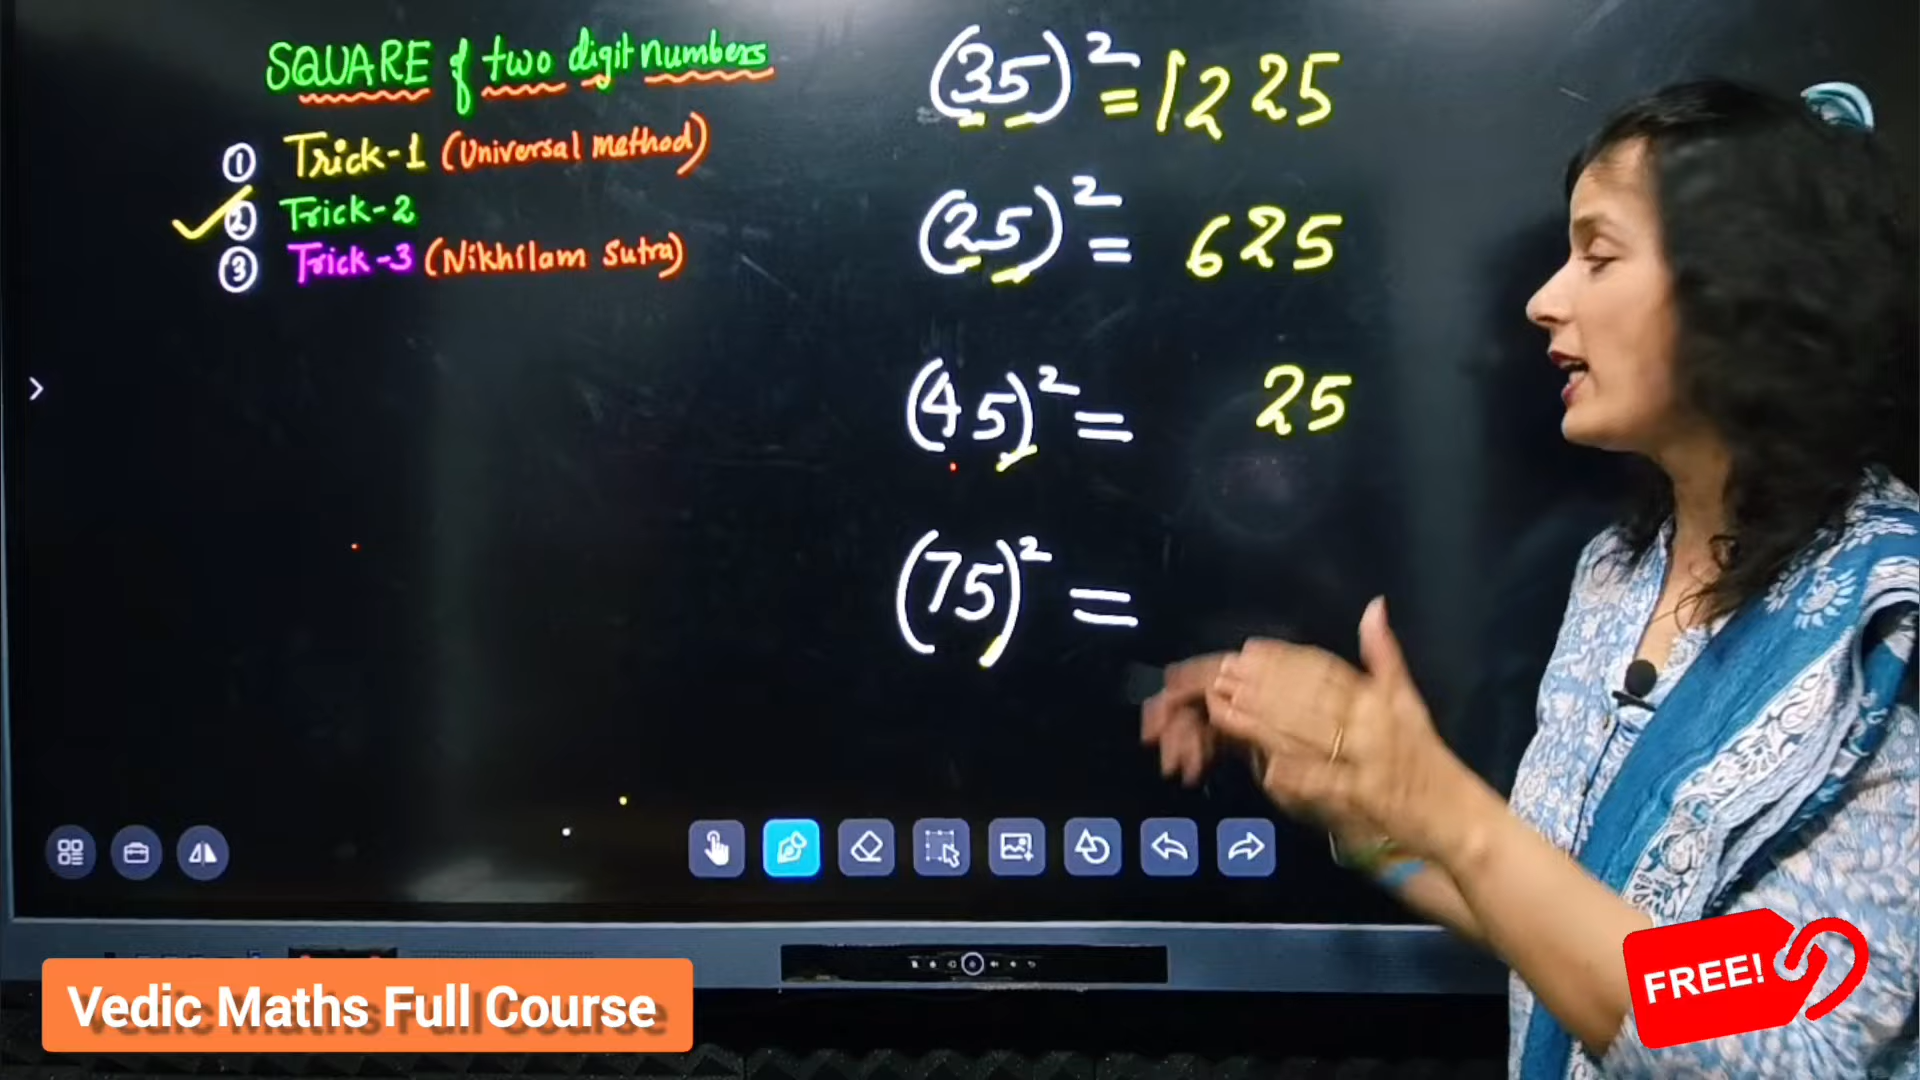 SQUARE of two digit numbers
① Trick-1 (Universal method)
② Trick-2
③ Trick-3 (Nikhilam Sutra)
(35)² = 1225
(25)² = 625
(45)² = 25
(75)² =
Vedic Maths Full Course
FREE!